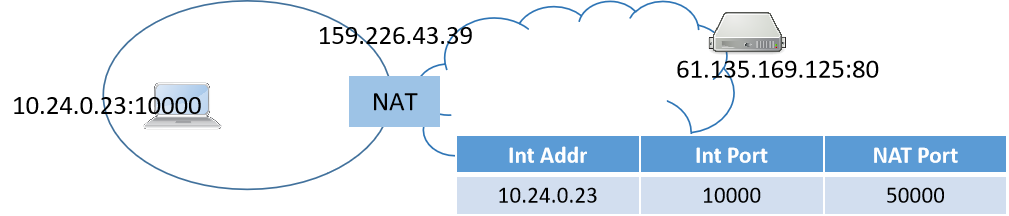 159.226.43.39
61.135.169.125:80
10.24.0.23:10000
NAT
Int Addr Int Port NAT Port
10.24.0.23 10000 50000